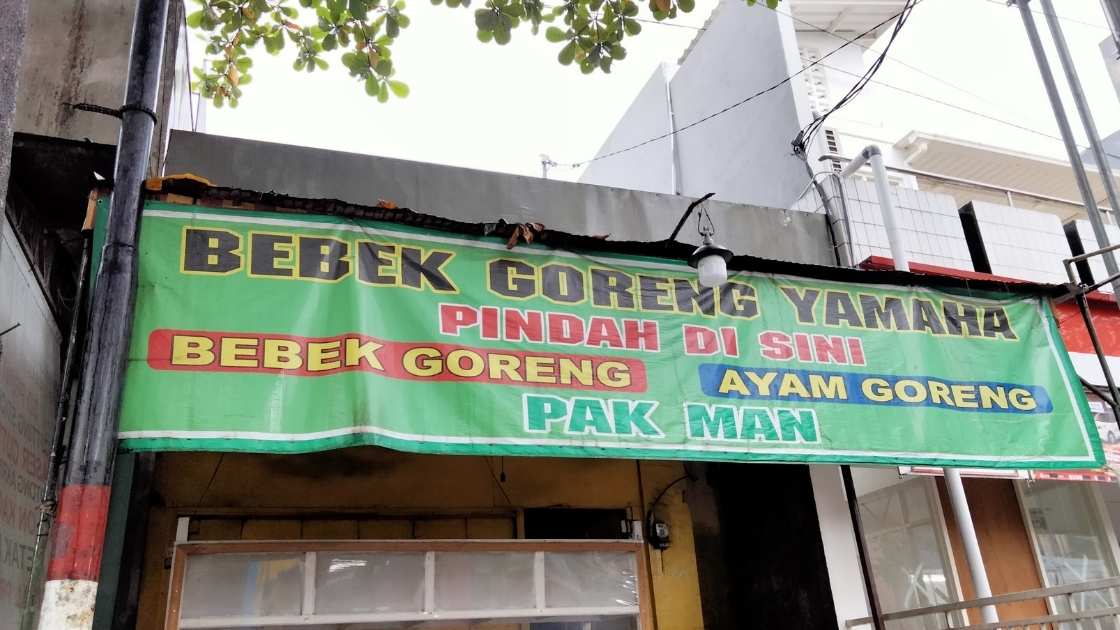 BEBEK GORENG YAMAHA
PINDAH DI SINI
BEBEK GORENG
AYAM GORENG
PAK MAN